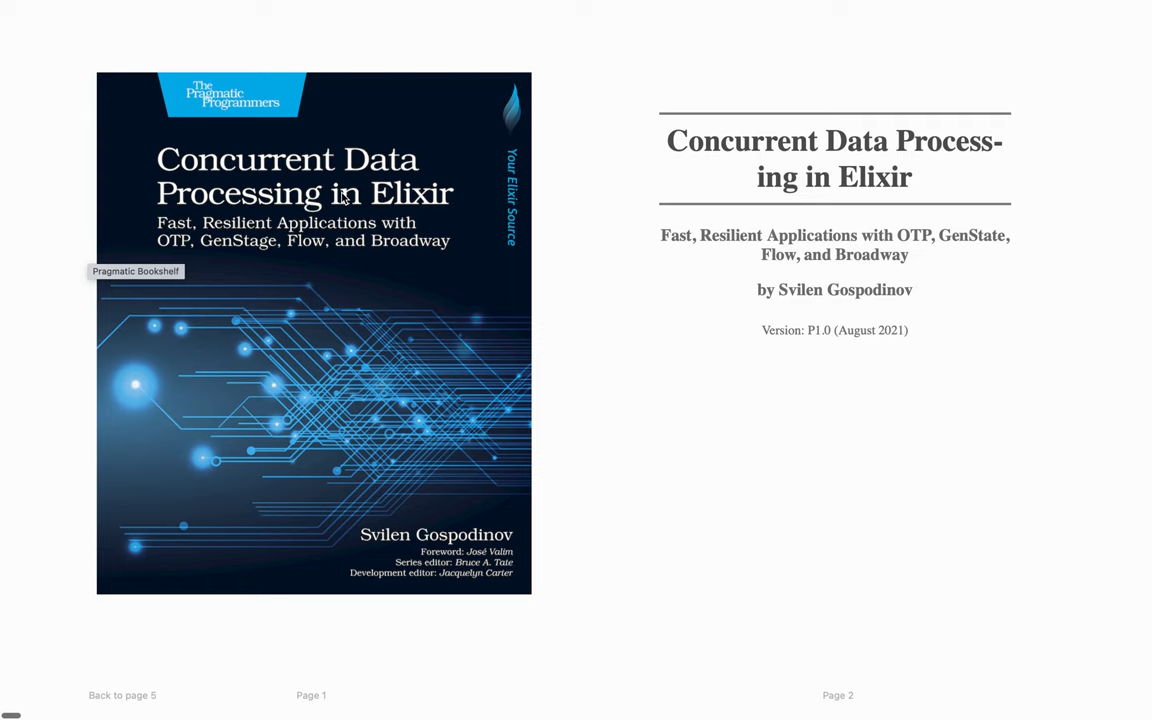 The
Pragmatic
Programmers
Your Elixir Source
Concurrent Data
Processing in Elixir
Fast, Resilient Applications with
OTP, GenStage, Flow, and Broadway
Pragmatic Bookshelf
Svilen Gospodinov
Foreword: José Valim
Series editor: Bruce A. Tate
Development editor: Jacquelyn Carter
Back to page 5
Page 1
Concurrent Data Process-
ing in Elixir
Fast, Resilient Applications with OTP, GenState,
Flow, and Broadway
by Svilen Gospodinov
Version: P1.0 (August 2021)
Page 2